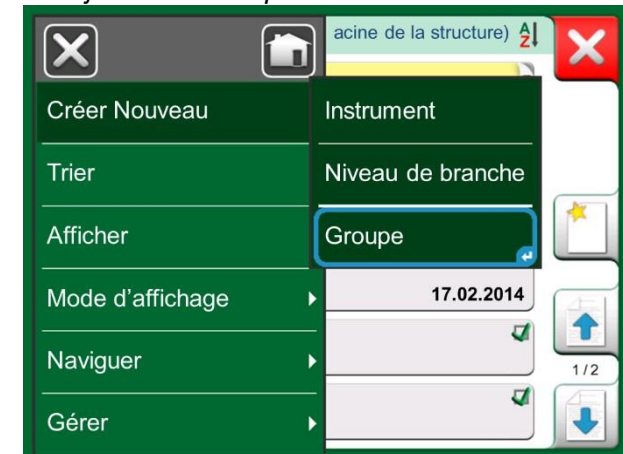 acine de la structure) A Z
Créer Nouveau
Instrument
Trier
Niveau de branche
Afficher
Groupe
Mode d'affichage
17.02.2014
Naviguer
1 / 2
Gérer